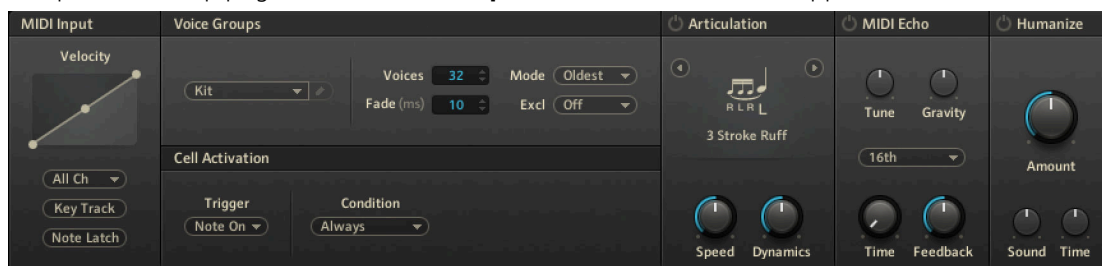 MIDI Input
Velocity
All Ch
Key Track
Note Latch
Voice Groups
Kit
Voices 32 Mode Oldest
Fade (ms) 10 Excl Off
Cell Activation
Trigger Condition
Note On Always
Articulation
R L R L
3 Stroke Ruff
Speed Dynamics
MIDI Echo
Tune Gravity
16th
Time Feedback
Humanize
Amount
Sound Time